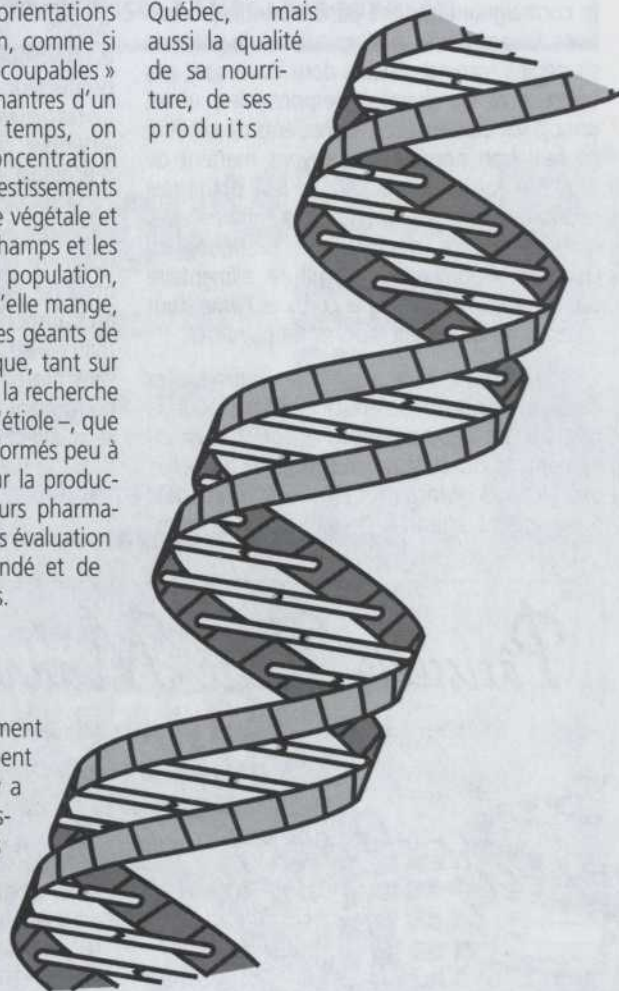 orientations
n, comme si
coupables »
hantres d'un
temps, on
oncentration
estissements
e végétale et
hamps et les
population,
'elle mange,
es géants de
que, tant sur
la recherche
'étiole –, que
ormés peu à
ur la produc-
urs pharma-
s évaluation
ndé et de
s.
ment
ent
a
s-
Québec, mais
aussi la qualité
de sa nourri-
ture, de ses
produits